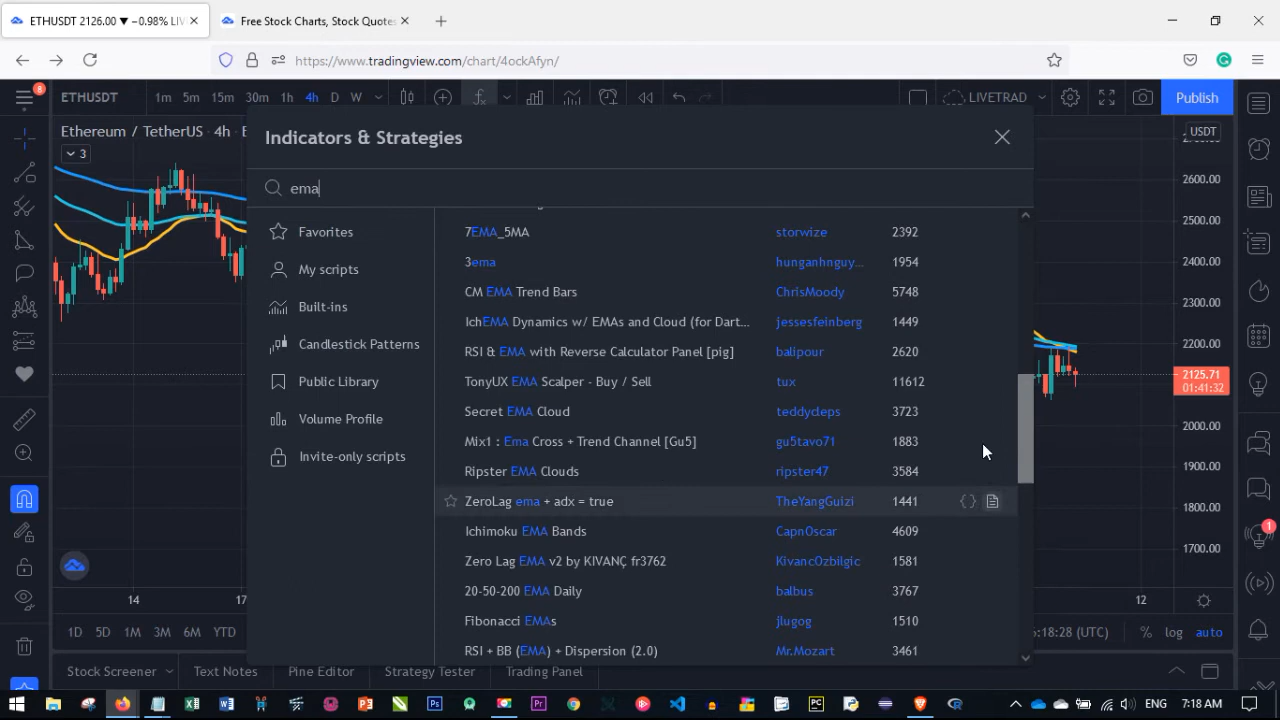 ETHUSDT 2126.00 ▼ −0.98% LIVE
Free Stock Charts, Stock Quotes
https://www.tradingview.com/chart/4ockAfyn/
8
ETHUSDT
1m 5m 15m 30m 1h 4h D W
LIVETRAD
Publish
Ethereum / TetherUS · 4h ·
3
Indicators & Strategies
ema
Favorites
My scripts
Built-ins
Candlestick Patterns
Public Library
Volume Profile
Invite-only scripts
7EMA_5MA storwize 2392
3ema hunganhnguy... 1954
CM EMA Trend Bars ChrisMoody 5748
IchEMA Dynamics w/ EMAs and Cloud (for Dart... jessesfeinberg 1449
RSI & EMA with Reverse Calculator Panel [pig] balipour 2620
TonyUX EMA Scalper - Buy / Sell tux 11612
Secret EMA Cloud teddycleps 3723
Mix1 : Ema Cross + Trend Channel [Gu5] gu5tavo71 1883
Ripster EMA Clouds ripster47 3584
ZeroLag ema + adx = true TheYangGuizi 1441
Ichimoku EMA Bands CapnOscar 4609
Zero Lag EMA v2 by KIVANÇ fr3762 KivancOzbilgic 1581
20-50-200 EMA Daily balbus 3767
Fibonacci EMAs jlugog 1510
RSI + BB (EMA) + Dispersion (2.0) Mr.Mozart 3461
USDT
2600.00
2500.00
2400.00
2300.00
2200.00
2125.71
01:41:32
2000.00
1900.00
1800.00
1700.00
1
14 17 12
1D 5D 1M 3M 6M YTD
:18:28 (UTC) % log auto
Stock Screener Text Notes Pine Editor Strategy Tester Trading Panel
ENG 7:18 AM